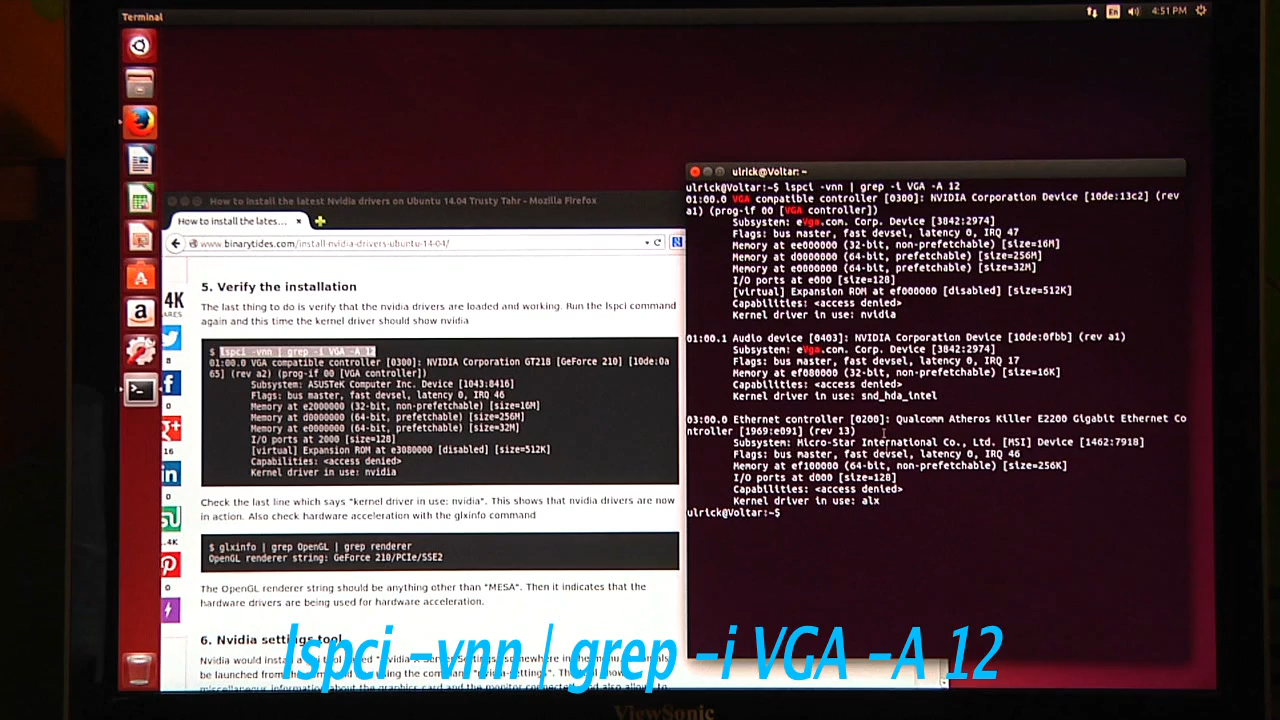 Terminal
En
4:51 PM
How to install the latest Nvidia drivers on Ubuntu 14.04 Trusty Tahr - Mozilla Firefox
How to install the lates...
www.binarytides.com/install-nvidia-drivers-ubuntu-14-04/
4K
ARES
8
0
16
0
.4K
0
5. Verify the installation
The last thing to do is verify that the nvidia drivers are loaded and working. Run the lspci command
again and this time the kernel driver should show nvidia
$ lspci -vnn | grep -i VGA -A 12
01:00.0 VGA compatible controller [0300]: NVIDIA Corporation GT218 [GeForce 210] [10de:0a
65] (rev a2) (prog-if 00 [VGA controller])
Subsystem: ASUSTeK Computer Inc. Device [1043:8416]
Flags: bus master, fast devsel, latency 0, IRQ 46
Memory at e2000000 (32-bit, non-prefetchable) [size=16M]
Memory at d0000000 (64-bit, prefetchable) [size=256M]
Memory at e0000000 (64-bit, prefetchable) [size=32M]
I/O ports at 2000 [size=128]
[virtual] Expansion ROM at e3080000 [disabled] [size=512K]
Capabilities: <access denied>
Kernel driver in use: nvidia
Check the last line which says "kernel driver in use: nvidia". This shows that nvidia drivers are now
in action. Also check hardware acceleration with the glxinfo command
$ glxinfo | grep OpenGL | grep renderer
OpenGL renderer string: GeForce 210/PCIe/SSE2
The OpenGL renderer string should be anything other than "MESA". Then it indicates that the
hardware drivers are being used for hardware acceleration.
6. Nvidia settings tool
Nvidia would install a
be launched from the
ulrick@Voltar: ~
ulrick@Voltar:~$ lspci -vnn | grep -i VGA -A 12
01:00.0 VGA compatible controller [0300]: NVIDIA Corporation Device [10de:13c2] (rev
a1) (prog-if 00 [VGA controller])
Subsystem: eVga.com. Corp. Device [3842:2974]
Flags: bus master, fast devsel, latency 0, IRQ 47
Memory at ee000000 (32-bit, non-prefetchable) [size=16M]
Memory at d0000000 (64-bit, prefetchable) [size=256M]
Memory at e0000000 (64-bit, prefetchable) [size=32M]
I/O ports at e000 [size=128]
[virtual] Expansion ROM at ef000000 [disabled] [size=512K]
Capabilities: <access denied>
Kernel driver in use: nvidia
01:00.1 Audio device [0403]: NVIDIA Corporation Device [10de:0fbb] (rev a1)
Subsystem: eVga.com. Corp. Device [3842:2974]
Flags: bus master, fast devsel, latency 0, IRQ 17
Memory at ef080000 (32-bit, non-prefetchable) [size=16K]
Capabilities: <access denied>
Kernel driver in use: snd_hda_intel
03:00.0 Ethernet controller [0200]: Qualcomm Atheros Killer E2200 Gigabit Ethernet Co
ntroller [1969:e091] (rev 13)
Subsystem: Micro-Star International Co., Ltd. [MSI] Device [1462:7918]
Flags: bus master, fast devsel, latency 0, IRQ 46
Memory at ef100000 (64-bit, non-prefetchable) [size=256K]
I/O ports at d000 [size=128]
Capabilities: <access denied>
Kernel driver in use: alx
ulrick@Voltar:~$
lspci –vnn | grep –i VGA –A 12
ViewSonic